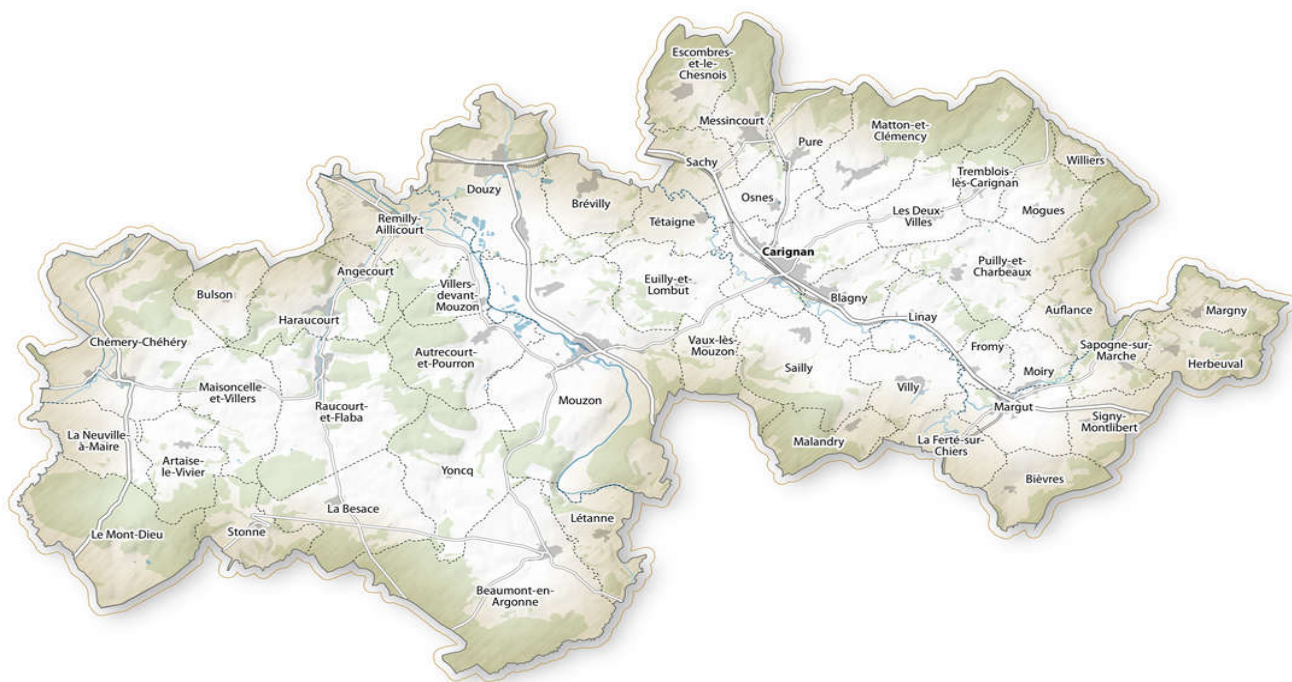 Escombres-
et-le-
Chesnois
Messincourt
Pure
Matton-et-
Clémency
Sachy
Williers
Tremblois-
lès-Carignan
Douzy
Brévilly
Osnes
Les Deux
Villes
Mogues
Remilly-
Aillicourt
Tétaigne
Carignan
Puilly-et-
Charbeaux
Angecourt
Villers-
devant-
Mouzon
Euilly-et-
Lombut
Blagny
Bulson
Haraucourt
Linay
Auflance
Margny
Chémery-Chéhéry
Autrecourt-
et-Pourron
Vaux-lès-
Mouzon
Fromy
Sapogne-sur-
Marche
Herbeuval
Maisoncelle-
et-Villers
Sailly
Villy
Moiry
Raucourt-
et-Flaba
Mouzon
Margut
Signy-
Montlibert
La Neuville-
à-Maire
Malandry
La Ferté-sur-
Chiers
Artaise-
le-Vivier
Yoncq
Bièvres
Le Mont-Dieu
Stonne
La Besace
Létanne
Beaumont-en-
Argonne